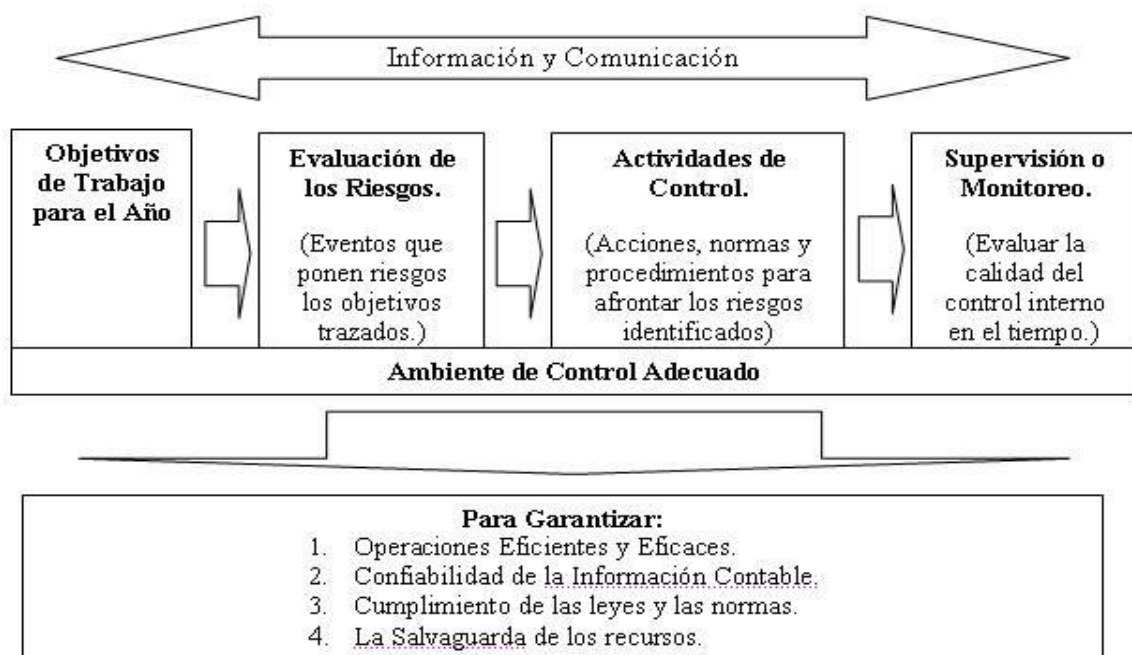 Información y Comunicación
Objetivos
de Trabajo
para el Año
Evaluación de
los Riesgos.
(Eventos que
ponen riesgos
los objetivos
trazados.)
Actividades de
Control.
(Acciones, normas y
procedimientos para
afrontar los riesgos
identificados)
Supervisión o
Monitoreo.
(Evaluar la
calidad del
control interno
en el tiempo.)
Ambiente de Control Adecuado
Para Garantizar:
1. Operaciones Eficientes y Eficaces.
2. Confiabilidad de la Información Contable.
3. Cumplimiento de las leyes y las normas.
4. La Salvaguarda de los recursos.